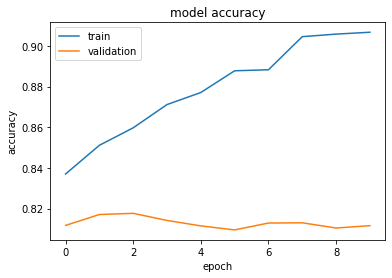 model accuracy
train
validation
0.90
0.88
0.86
0.84
0.82
accuracy
0 2 4 6 8
epoch